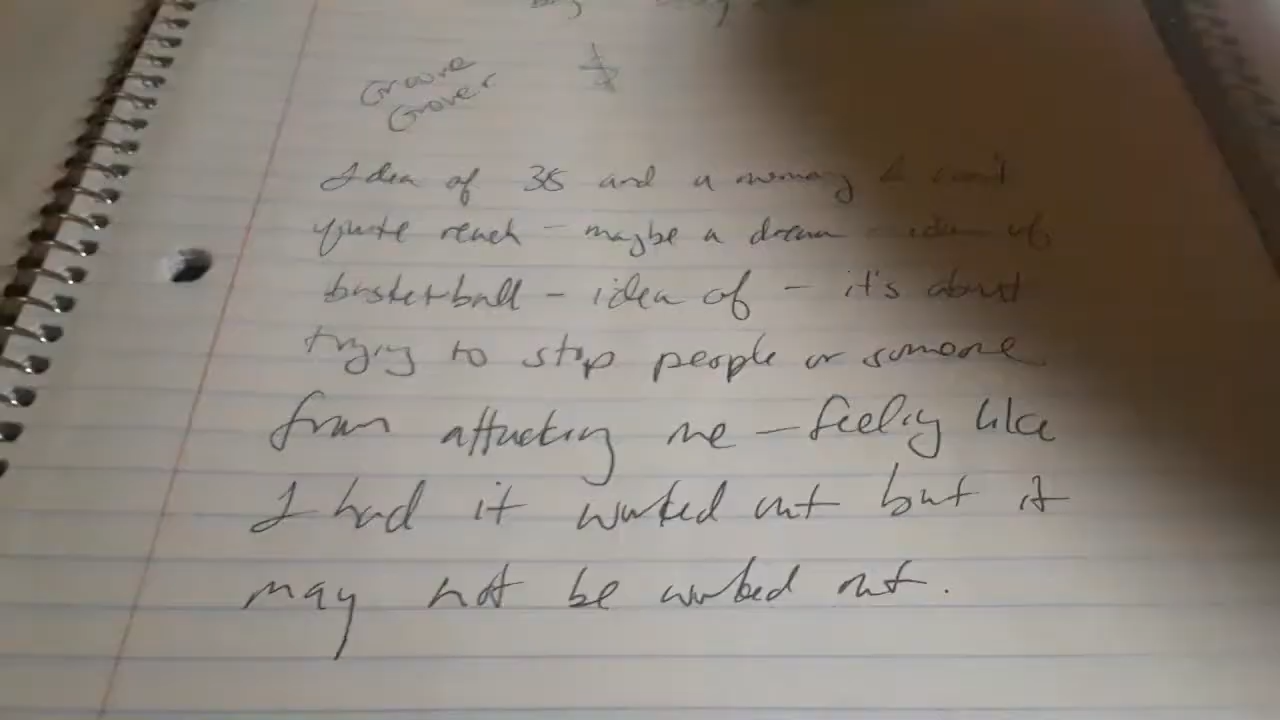 Groove
Grover
$
Idea of 35 and a memory I can't
quite reach - maybe a dream - idea of
basketball - idea of - it's about
trying to stop people or someone
from attacking me - feeling like
I had it worked out but it
may not be worked out.